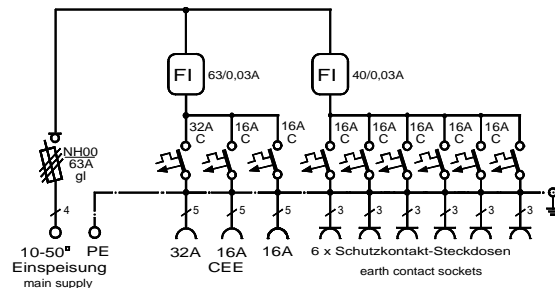 FI 63/0,03A FI 40/0,03A
32A 16A 16A 16A 16A 16A 16A 16A 16A
C C C C C C C C C
NH00
63A
gl
4 5 5 5 3 3 3 3 3 3
10-50▫ PE 32A 16A 16A 6 x Schutzkontakt-Steckdosen
Einspeisung CEE earth contact sockets
main supply